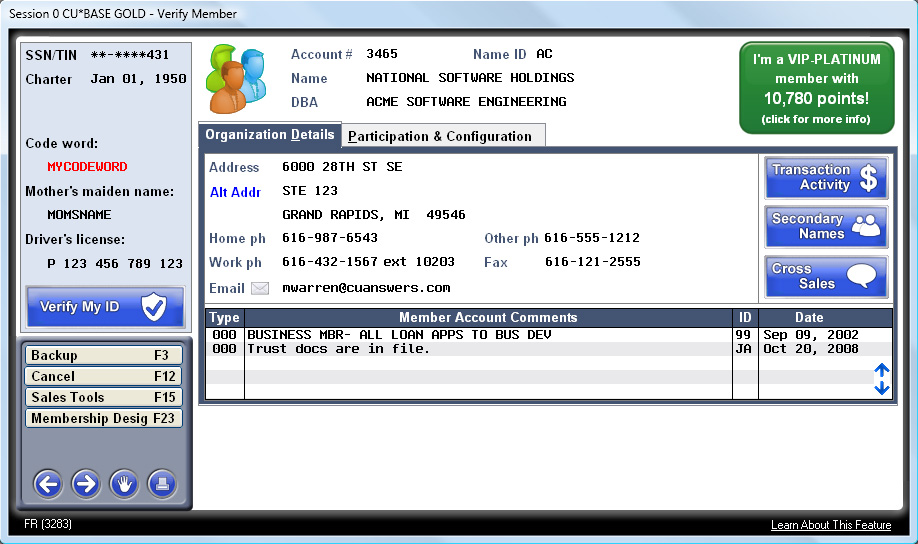 Session 0 CU*BASE GOLD - Verify Member
SSN/TIN **-****431
Charter Jan 01, 1950
Code word:
MYCODEWORD
Mother's maiden name:
MOMSNAME
Driver's license:
P 123 456 789 123
Verify My ID
Backup F3
Cancel F12
Sales Tools F15
Membership Desig F23
Account # 3465 Name ID AC
Name NATIONAL SOFTWARE HOLDINGS
DBA ACME SOFTWARE ENGINEERING
I'm a VIP-PLATINUM
member with
10,780 points!
(click for more info)
Organization Details Participation & Configuration
Address 6000 28TH ST SE
Alt Addr STE 123
GRAND RAPIDS, MI 49546
Home ph 616-987-6543 Other ph 616-555-1212
Work ph 616-432-1567 ext 10203 Fax 616-121-2555
Email mwarren@cuanswers.com
Transaction
Activity $
Secondary
Names
Cross
Sales
Type Member Account Comments ID Date
000 BUSINESS MBR- ALL LOAN APPS TO BUS DEV 99 Sep 09, 2002
000 Trust docs are in file. JA Oct 20, 2008
FR (3283)
Learn About This Feature